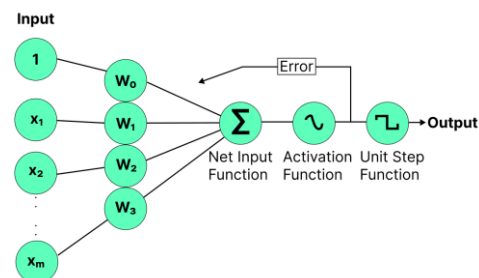 Input
1
W₀
Error
x₁
W₁
Σ
Output
Net Input
Function
Activation
Function
Unit Step
Function
x₂
W₂
W₃
xₘ